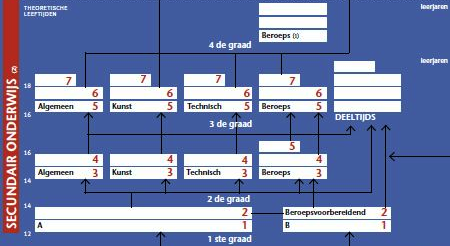 THEORETISCHE
LEEFTIJDEN
leerjaren
Beroeps (1)
4 de graad
leerjaren
7 7 7 7
18 6 6 6 6
Algemeen 5 Kunst 5 Technisch 5 Beroeps 5
16 DEELTIJDS
3 de graad
5
16 4 4 4 4
Algemeen 3 Kunst 3 Technisch 3 Beroeps 3
14
2 de graad
14 2 Beroepsvoorbereidend 2
A 1 B 1
12
1 ste graad
SECUNDAIR ONDERWIJS (2)